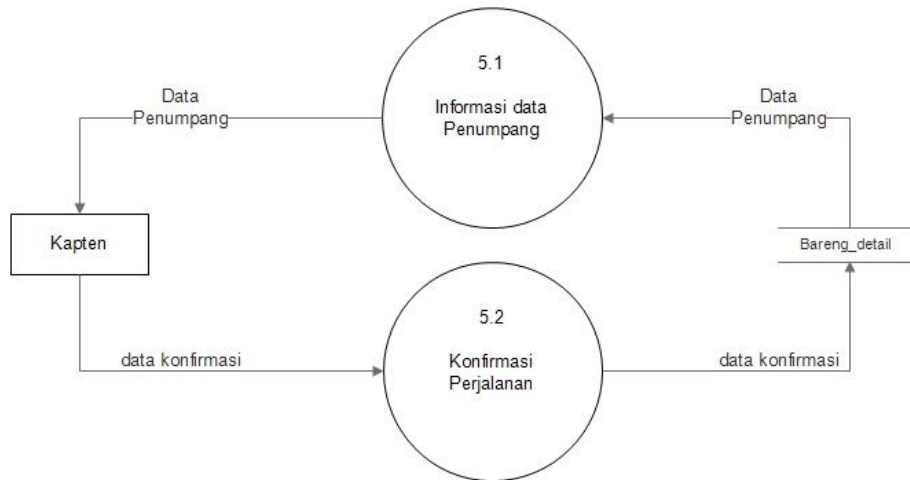 5.1
Informasi data
Penumpang
Data
Penumpang
Data
Penumpang
Kapten
Bareng_detail
5.2
Konfirmasi
Perjalanan
data konfirmasi
data konfirmasi